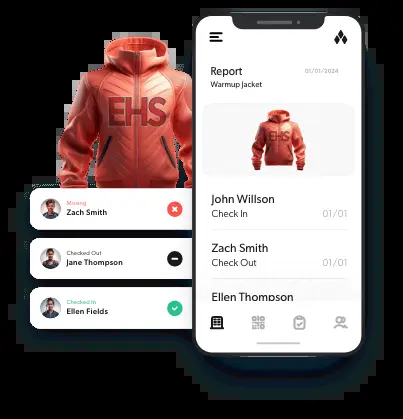 EHS
Missing
Zach Smith
Checked Out
Jane Thompson
Checked In
Ellen Fields
Report
01/01/2024
Warmup Jacket
EHS
John Willson
Check In
01/01
Zach Smith
Check Out
01/01
Ellen Thompson